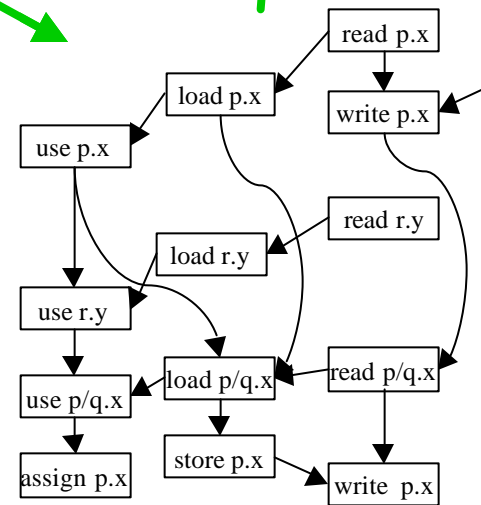 read p.x
load p.x
write p.x
use p.x
read r.y
load r.y
use r.y
load p/q.x
read p/q.x
use p/q.x
store p.x
assign p.x
write p.x